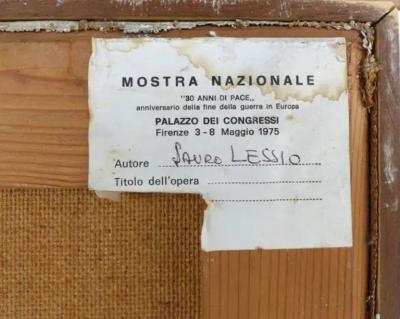 MOSTRA NAZIONALE
"30 ANNI DI PACE„
anniversario della fine della guerra in Europa
PALAZZO DEI CONGRESSI
Firenze 3-8 Maggio 1975
Autore SAURO LESSIO
Titolo dell'opera